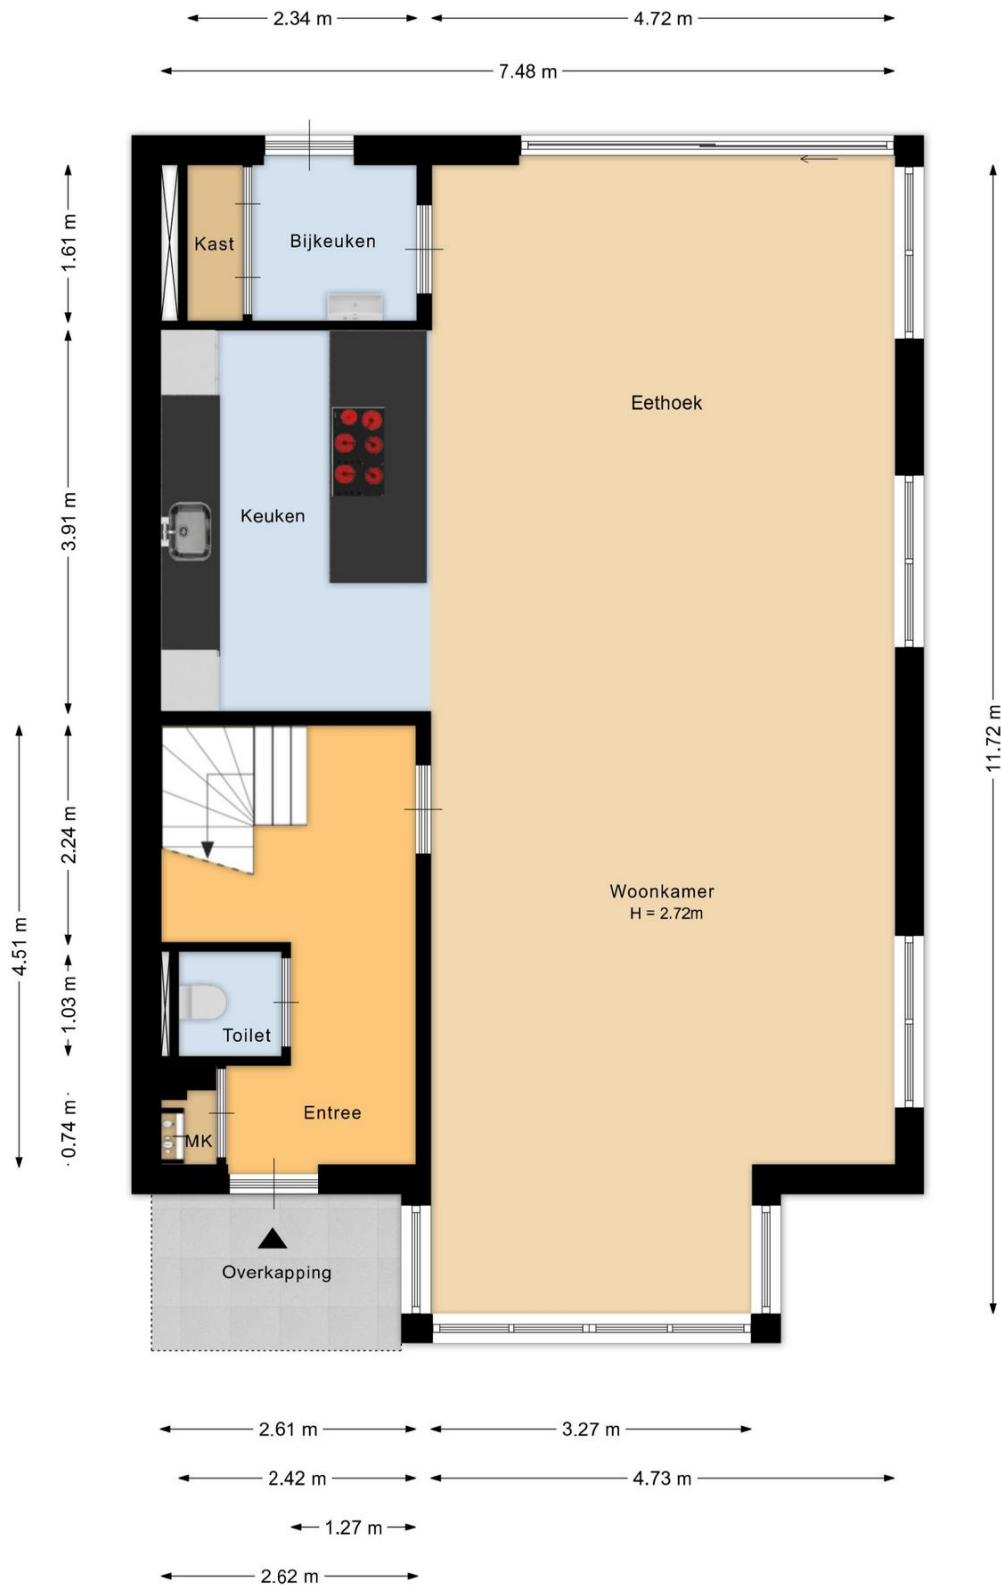 2.34 m
4.72 m
7.48 m
1.61 m
Kast
Bijkeuken
3.91 m
Eethoek
Keuken
11.72 m
2.24 m
4.51 m
Woonkamer
H = 2.72m
1.03 m
Toilet
0.74 m
MK
Entree
Overkapping
2.61 m
3.27 m
2.42 m
4.73 m
1.27 m
2.62 m